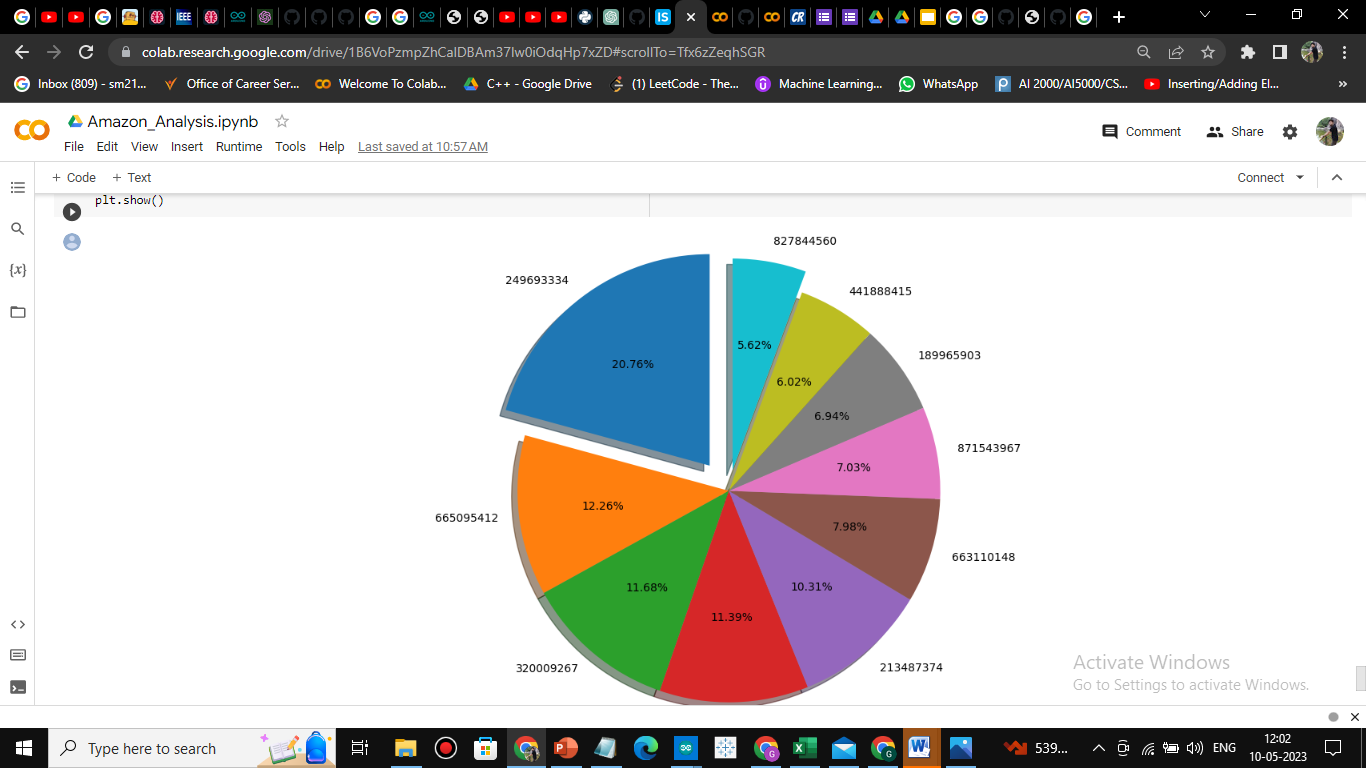 colab.research.google.com/drive/1B6VoPzmpZhCalDBAm37lw0iOdqHp7xZD#scrollTo=Tfx6zZeqhSGR
Inbox (809) - sm21... Office of Career Ser... Welcome To Colab... C++ - Google Drive (1) LeetCode - The... Machine Learning... WhatsApp AI 2000/AI5000/CS... Inserting/Adding El... »
Amazon_Analysis.ipynb
Comment Share
File Edit View Insert Runtime Tools Help Last saved at 10:57 AM
+ Code + Text Connect
plt.show()
827844560
249693334
441888415
5.62%
189965903
20.76%
6.02%
6.94%
871543967
7.03%
12.26%
665095412
7.98%
663110148
11.68%
10.31%
11.39%
320009267
213487374
Activate Windows
Go to Settings to activate Windows.
Type here to search
539... ENG 12:02
10-05-2023